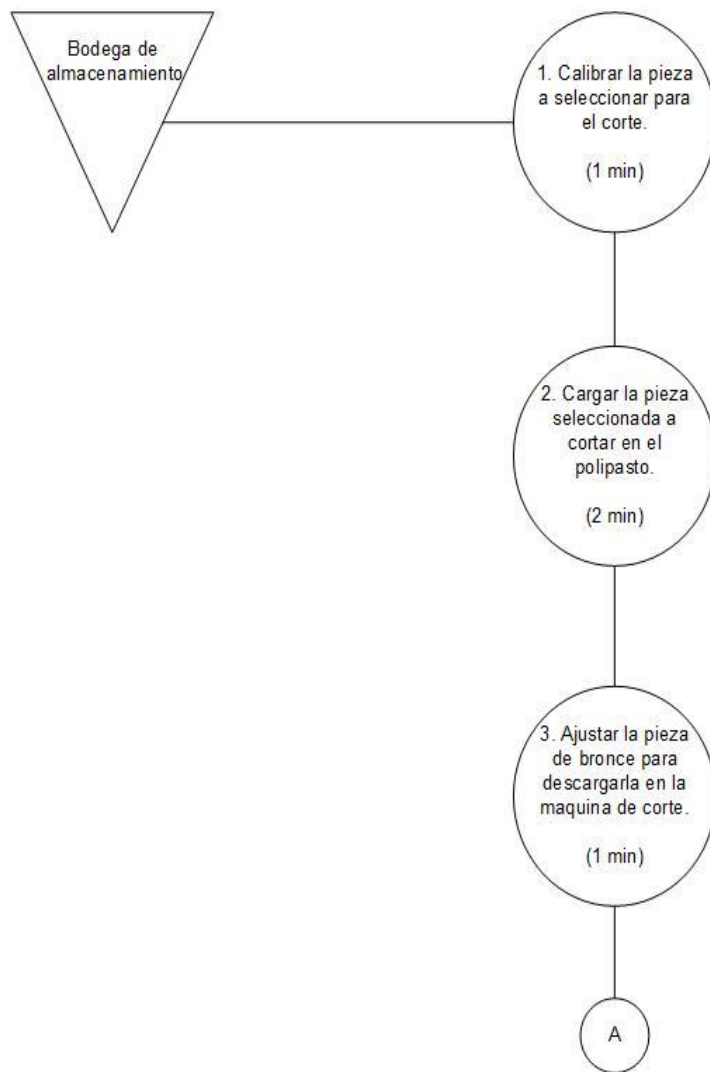 Bodega de
almacenamiento
1. Calibrar la pieza
a seleccionar para
el corte.
(1 min)
2. Cargar la pieza
seleccionada a
cortar en el
polipasto.
(2 min)
3. Ajustar la pieza
de bronce para
descargarla en la
maquina de corte.
(1 min)
A